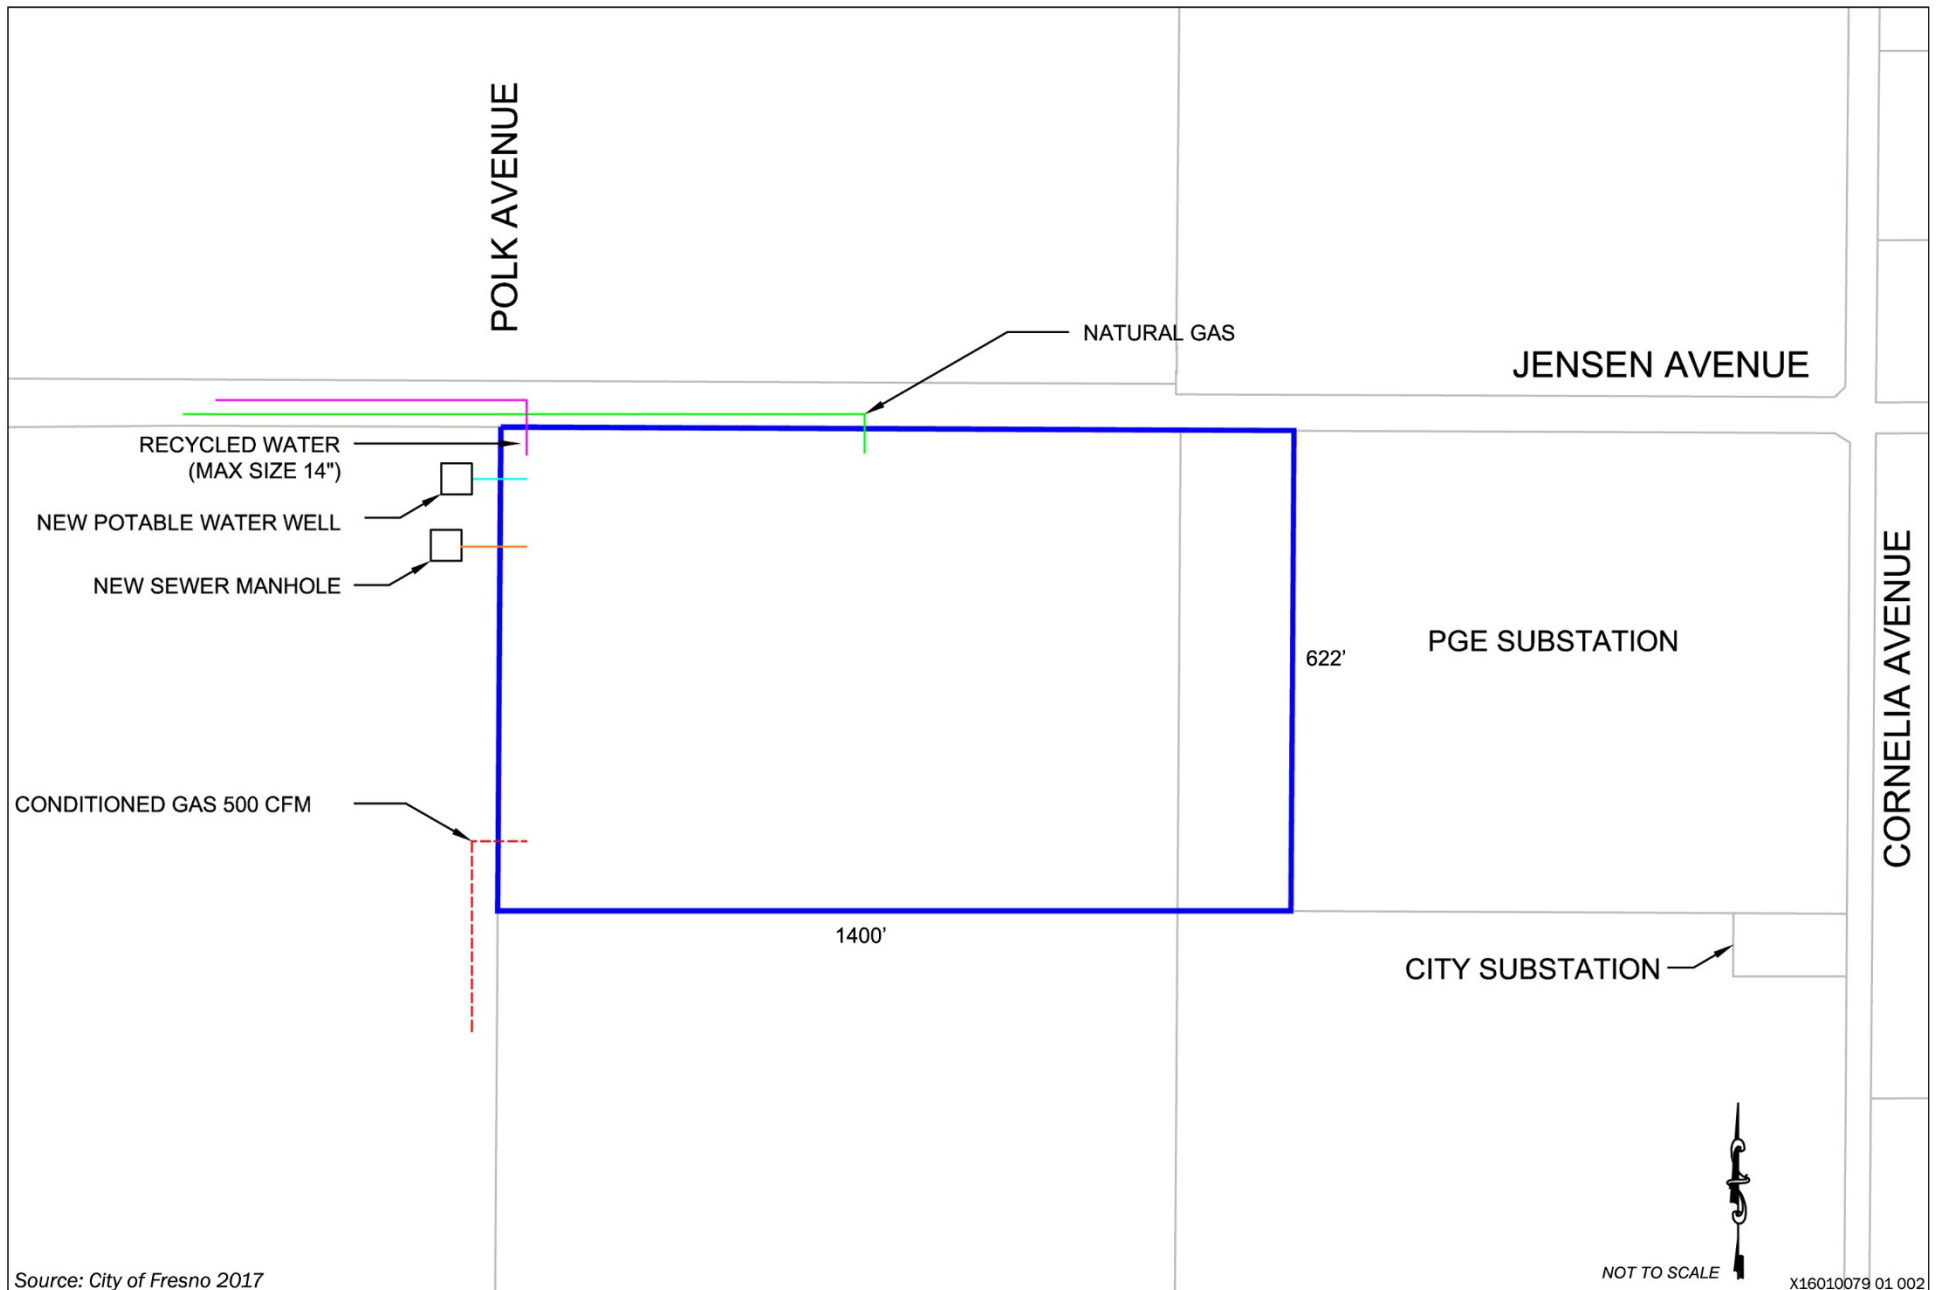 POLK AVENUE
NATURAL GAS
JENSEN AVENUE
RECYCLED WATER
(MAX SIZE 14")
NEW POTABLE WATER WELL
NEW SEWER MANHOLE
622'
PGE SUBSTATION
CORNELIA AVENUE
CONDITIONED GAS 500 CFM
1400'
CITY SUBSTATION
Source: City of Fresno 2017
NOT TO SCALE
X16010079 01 002